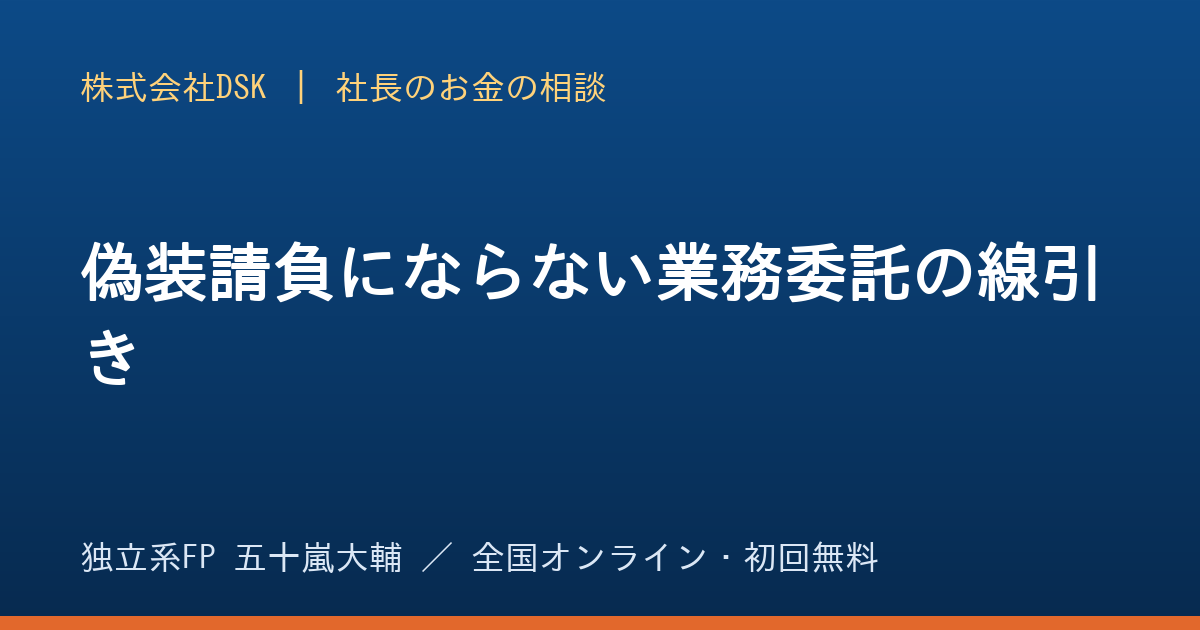 株式会社DSK ｜ 社長のお金の相談
偽装請負にならない業務委託の線引
き
独立系FP 五十嵐大輔 ／ 全国オンライン・初回無料